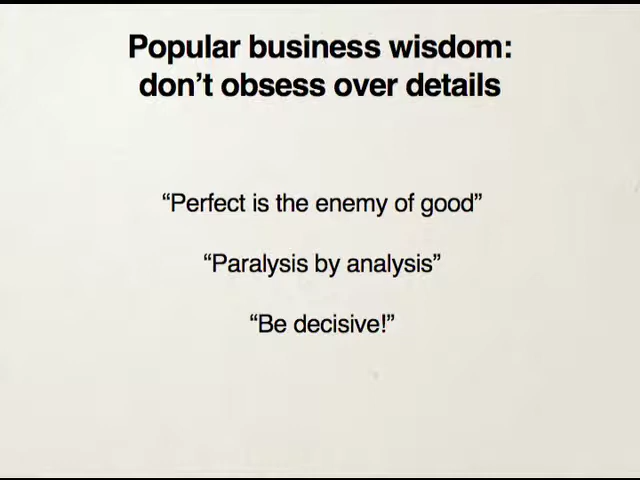 Popular business wisdom:
don’t obsess over details
“Perfect is the enemy of good”
“Paralysis by analysis”
“Be decisive!”